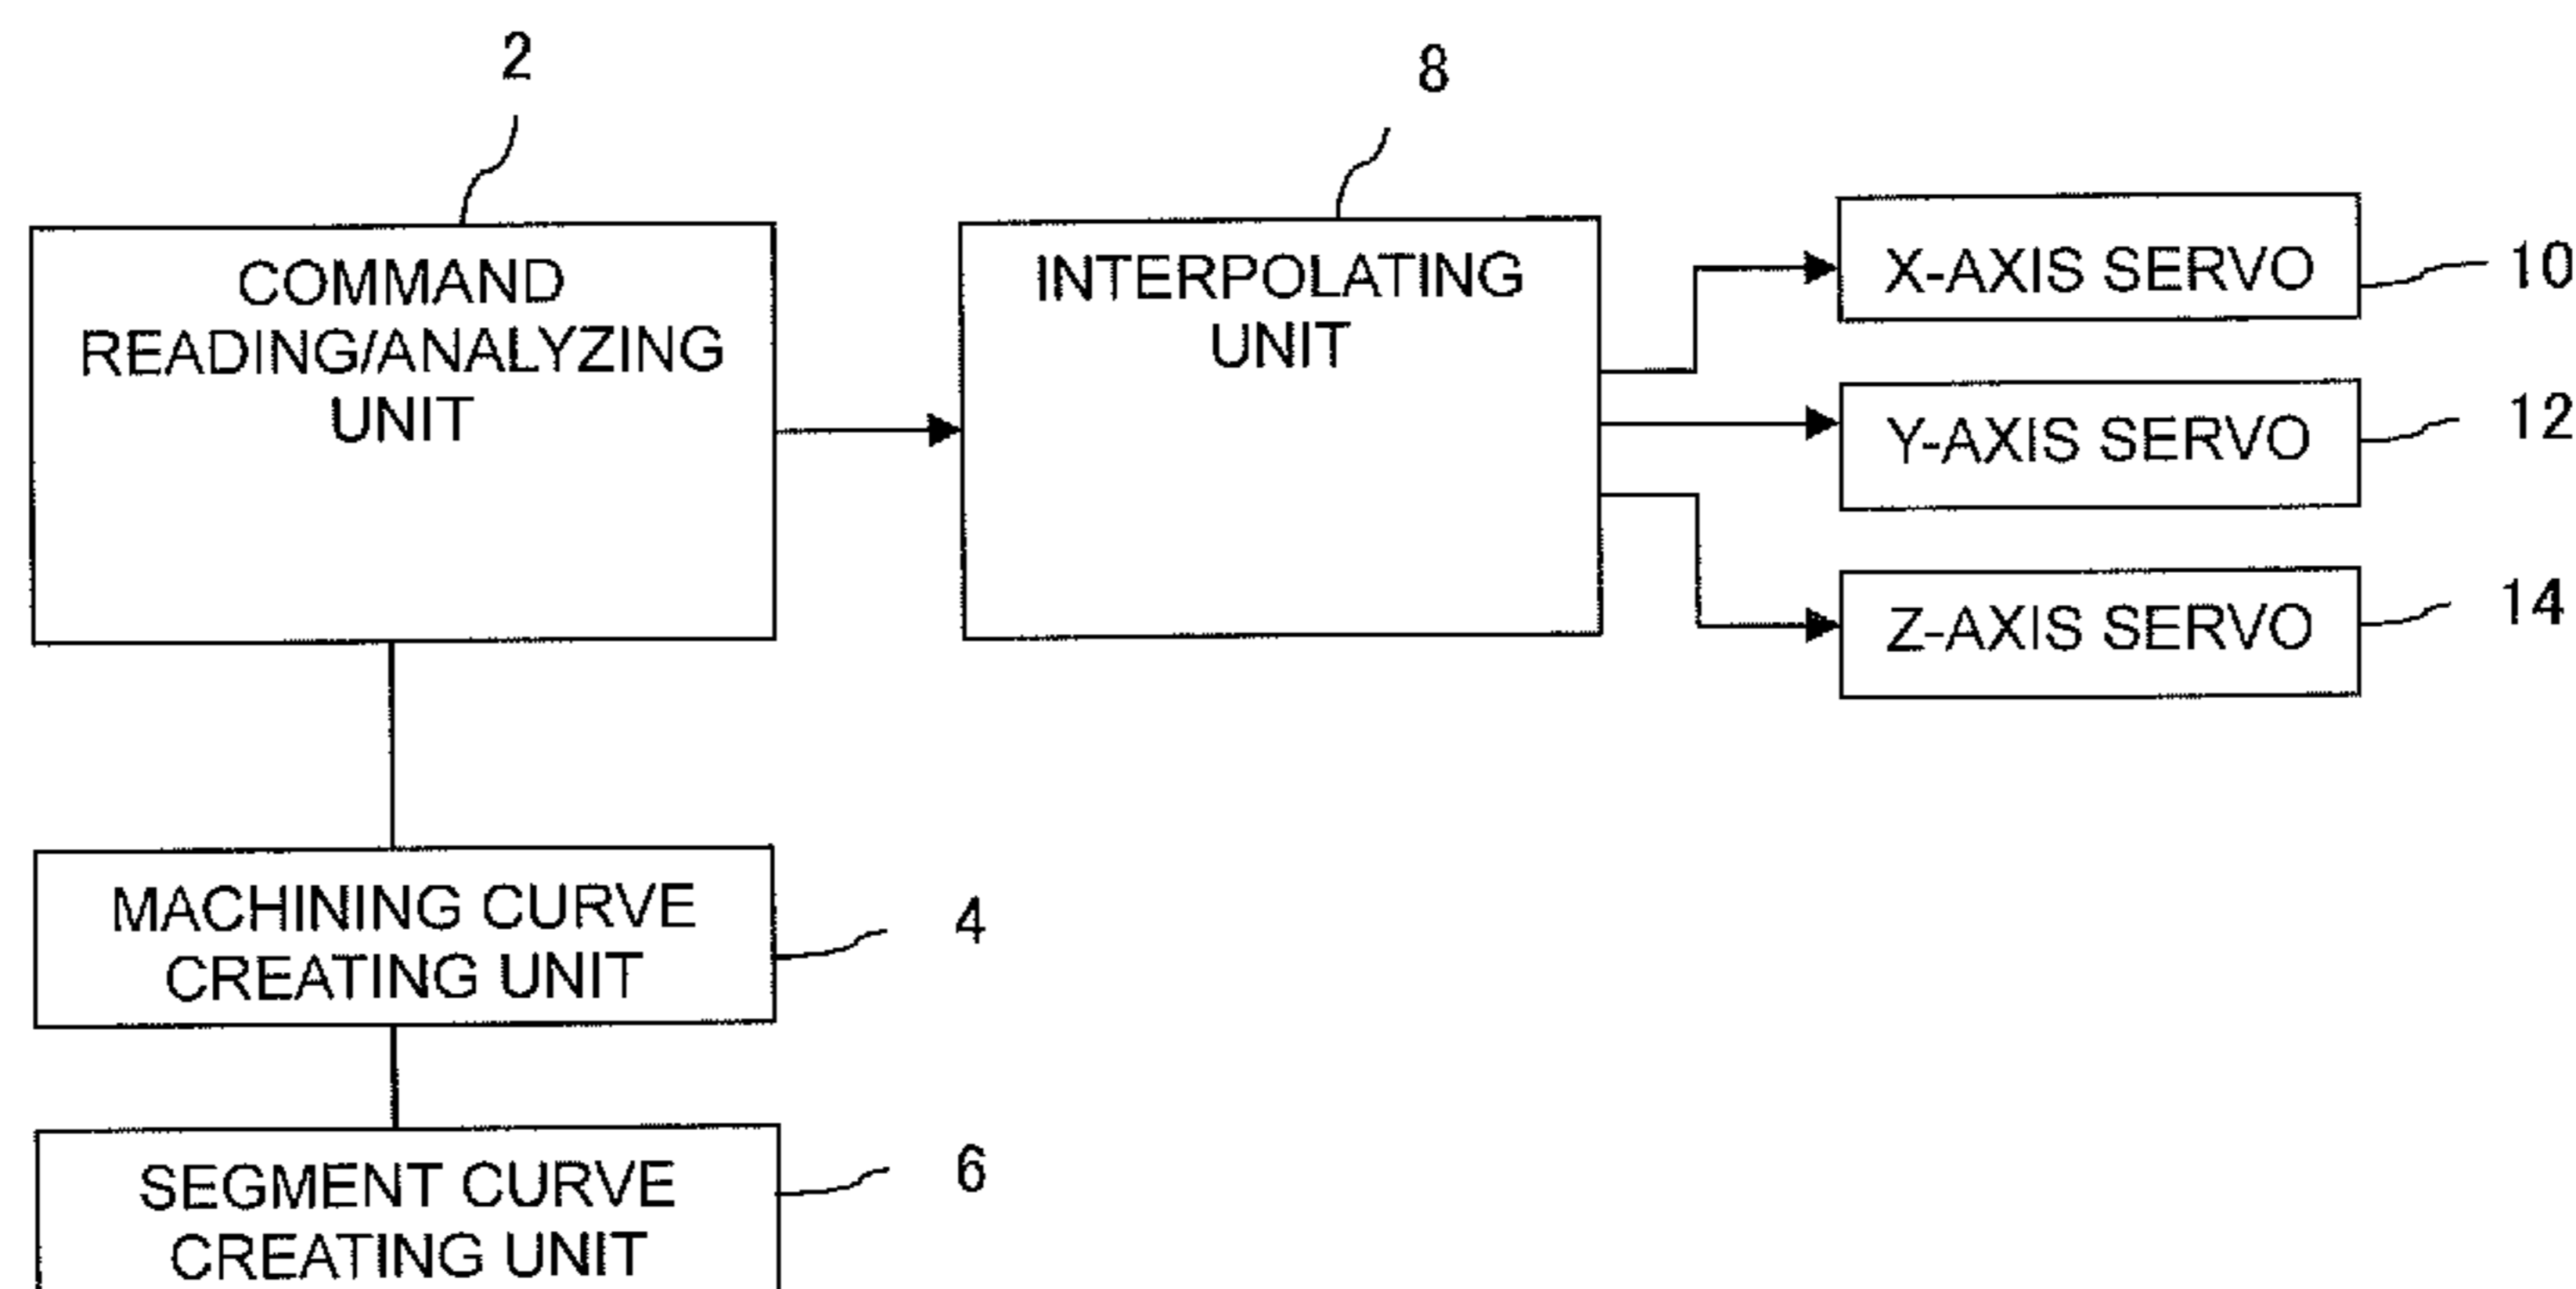 2
8
COMMAND
READING/ANALYZING
UNIT
INTERPOLATING
UNIT
X-AXIS SERVO
10
Y-AXIS SERVO
12
Z-AXIS SERVO
14
MACHINING CURVE
CREATING UNIT
4
SEGMENT CURVE
CREATING UNIT
6